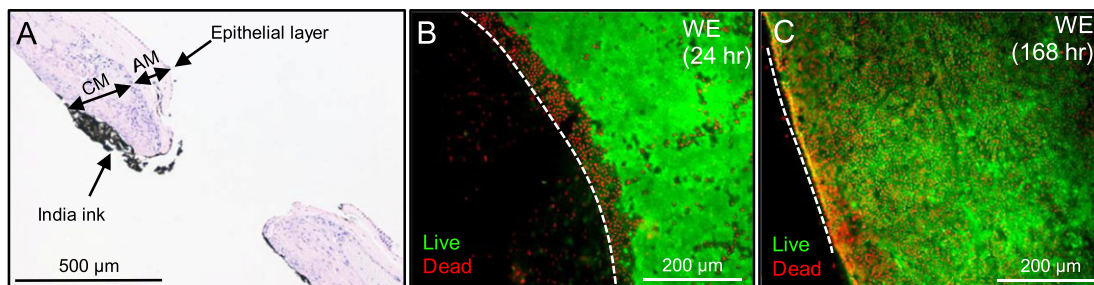 A
Epithelial layer
AM
CM
India ink
500 µm
B
WE
(24 hr)
Live
Dead
200 µm
C
WE
(168 hr)
Live
Dead
200 µm